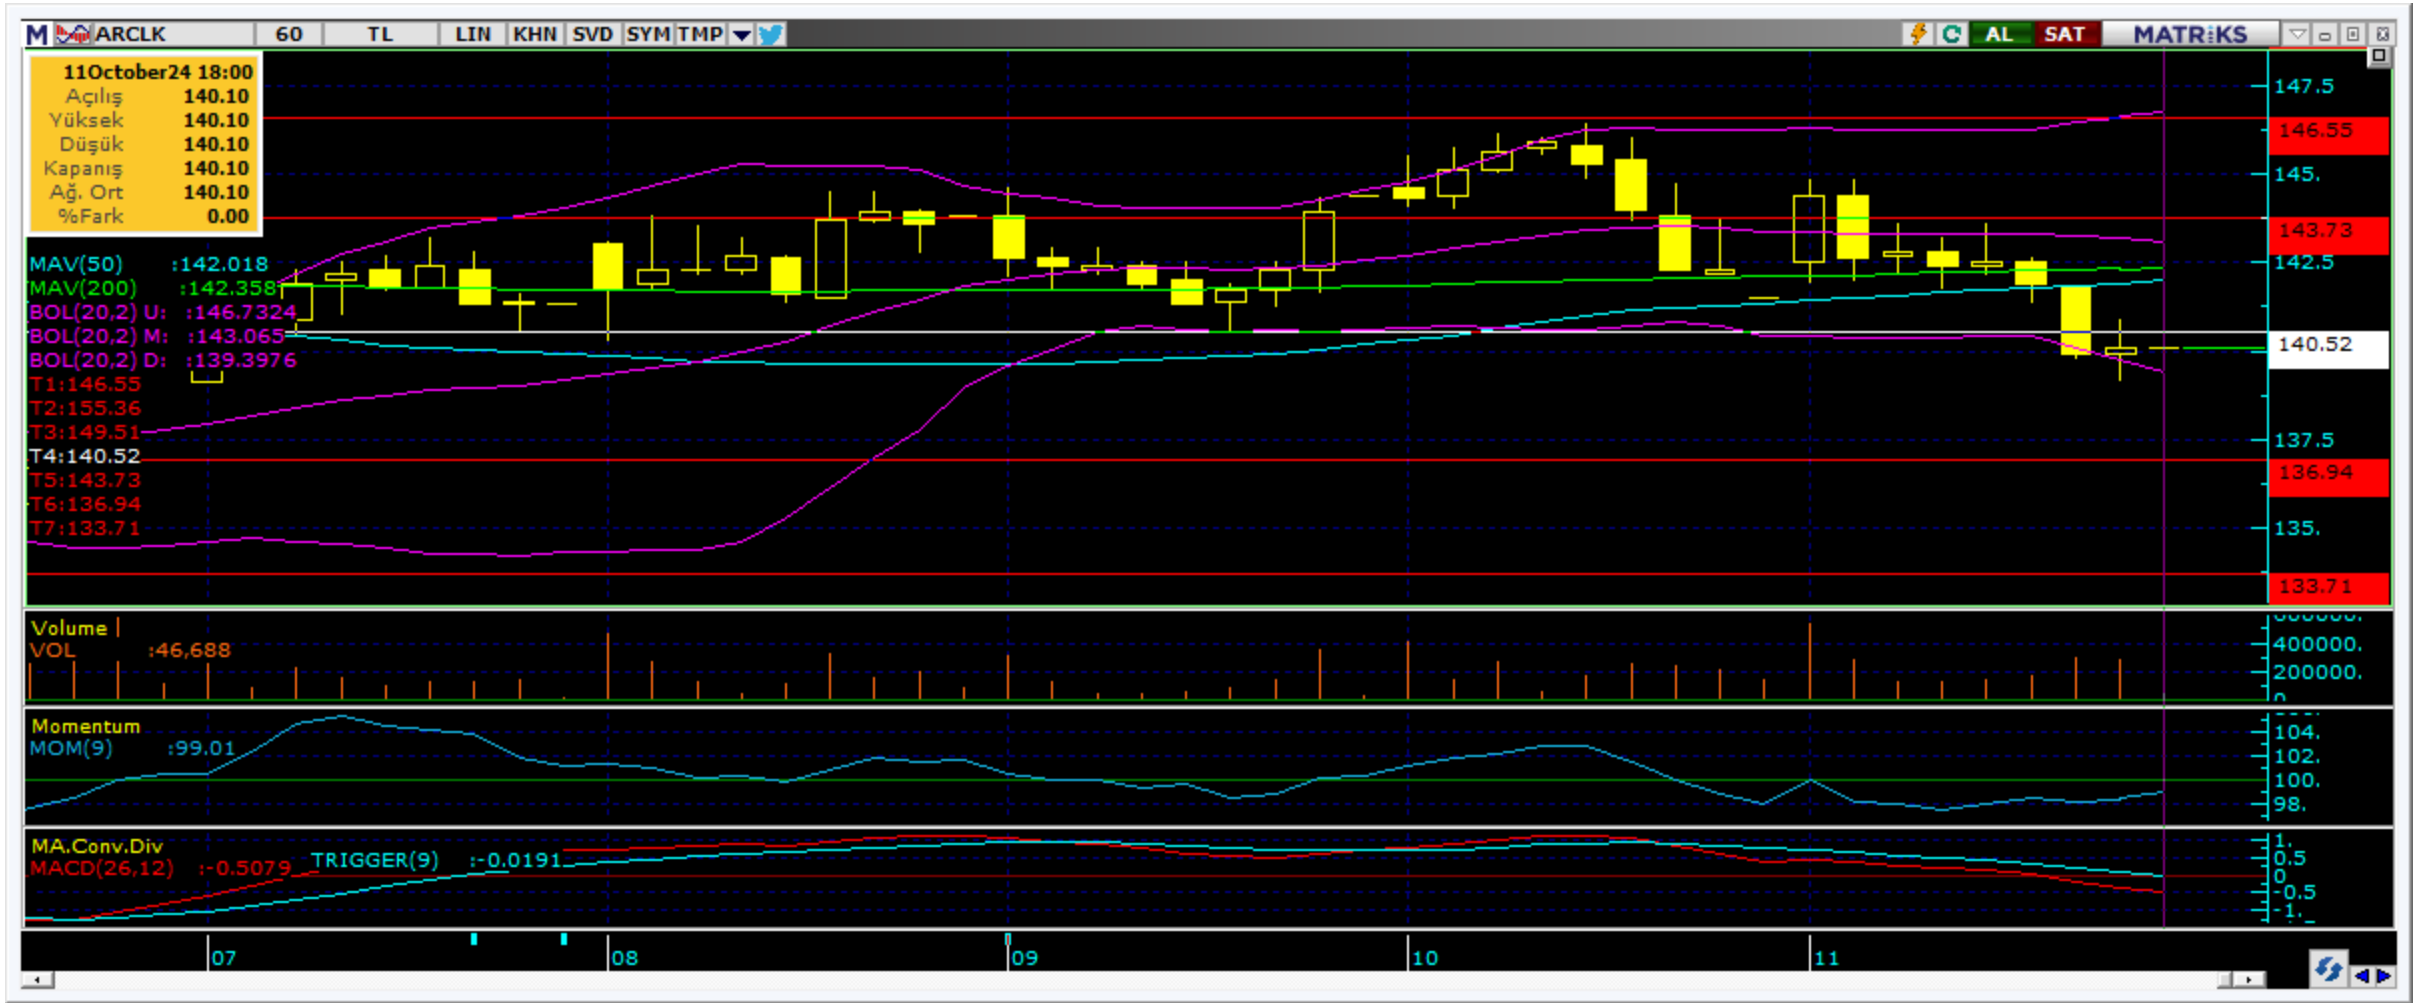 M ARCLK 60 TL LIN KHN SVD SYM TMP AL SAT MATRiKS
11October24 18:00
Açılış 140.10
Yüksek 140.10
Düşük 140.10
Kapanış 140.10
Ağ. Ort 140.10
%Fark 0.00
MAV(50) :142.018
MAV(200) :142.358
BOL(20,2) U: :146.7324
BOL(20,2) M: :143.065
BOL(20,2) D: :139.3976
T1:146.55
T2:155.36
T3:149.51
T4:140.52
T5:143.73
T6:136.94
T7:133.71
147.5
146.55
145.
143.73
142.5
140.52
137.5
136.94
135.
133.71
Volume
VOL :46,688
400000.
200000.
0
Momentum
MOM(9) :99.01
104.
102.
100.
98.
MA.Conv.Div
MACD(26,12) :-0.5079 TRIGGER(9) :-0.0191
1.
0.5
0
-0.5
-1.
07 08 09 10 11